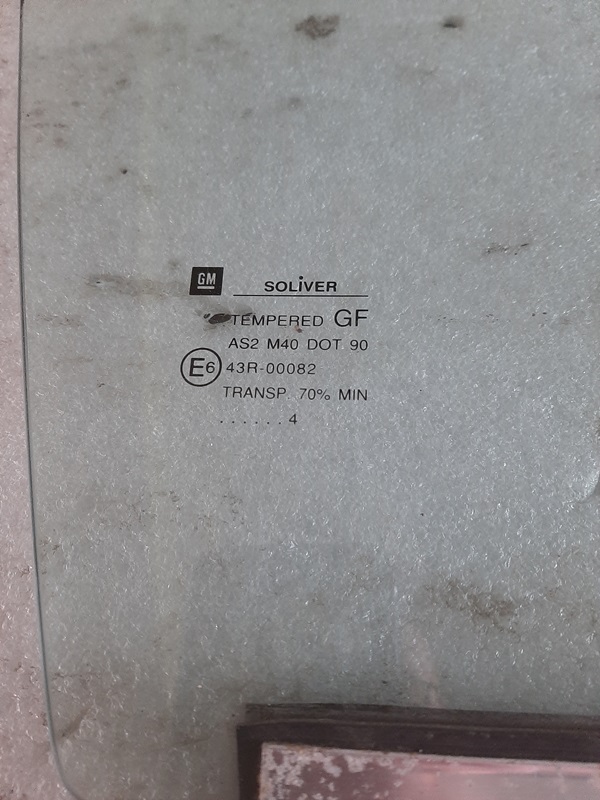 GM SOLiVER
TEMPERED GF
AS2 M40 DOT 90
E6 43R-00082
TRANSP. 70% MIN
. . . . . . 4